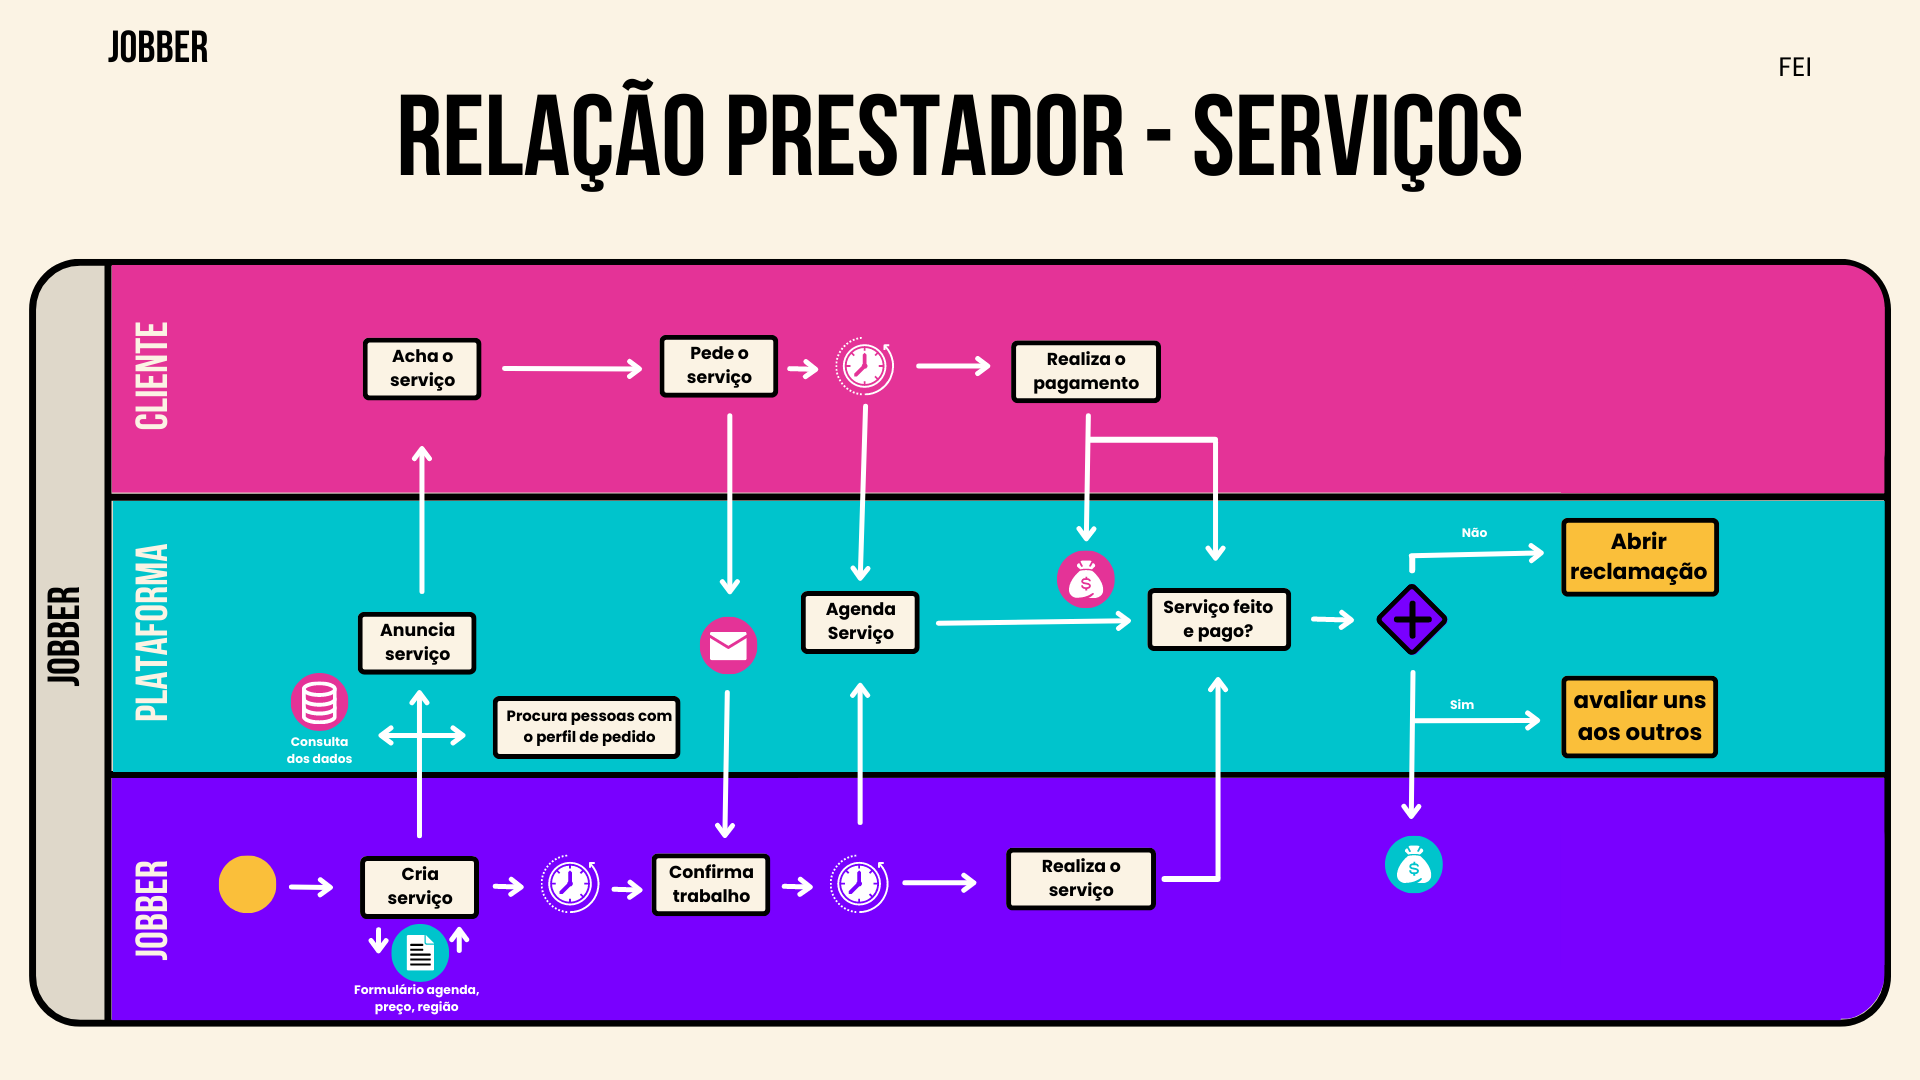 JOBBER
FEI
RELAÇÃO PRESTADOR - SERVIÇOS
JOBBER
CLIENTE
Acha o
serviço
Pede o
serviço
Realiza o
pagamento
PLATAFORMA
Anuncia
serviço
Consulta
dos dados
Procura pessoas com
o perfil de pedido
Agenda
Serviço
$
Serviço feito
e pago?
Não
Abrir
reclamação
Sim
avaliar uns
aos outros
JOBBER
Cria
serviço
Formulário agenda,
preço, região
Confirma
trabalho
Realiza o
serviço
$